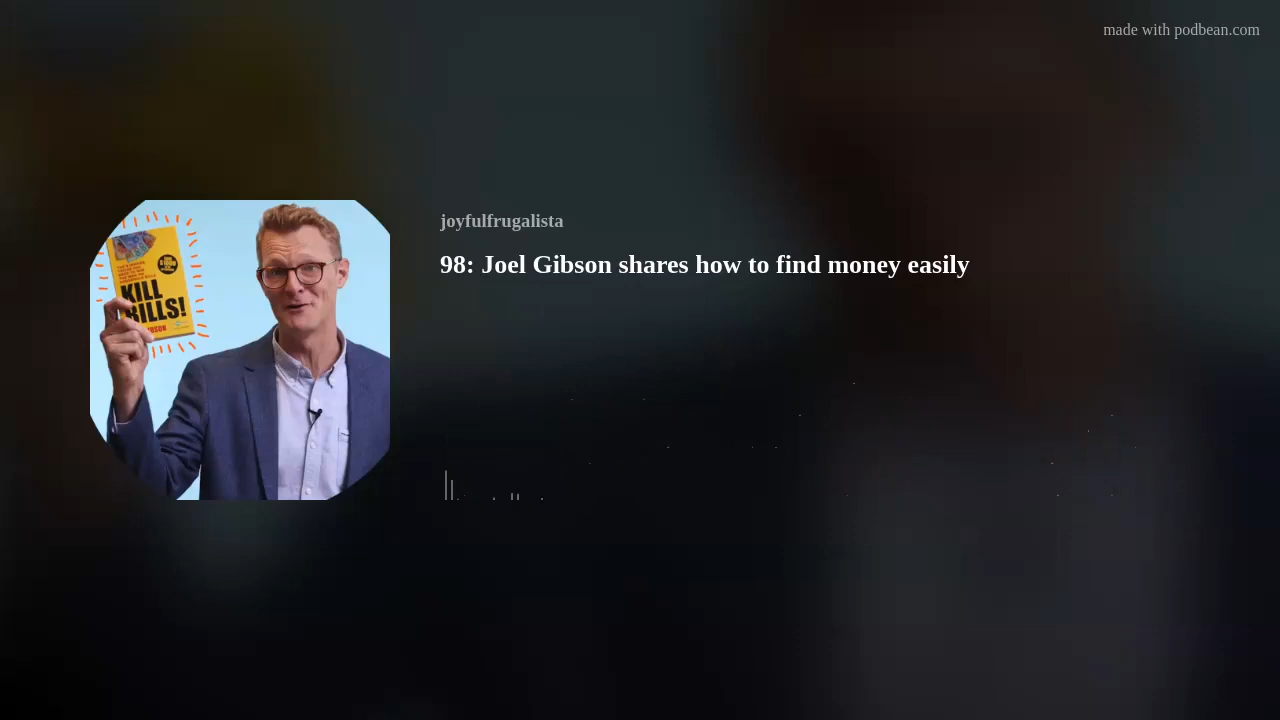 made with podbean.com
joyfulfrugalista
98: Joel Gibson shares how to find money easily
KILL
BILLS!